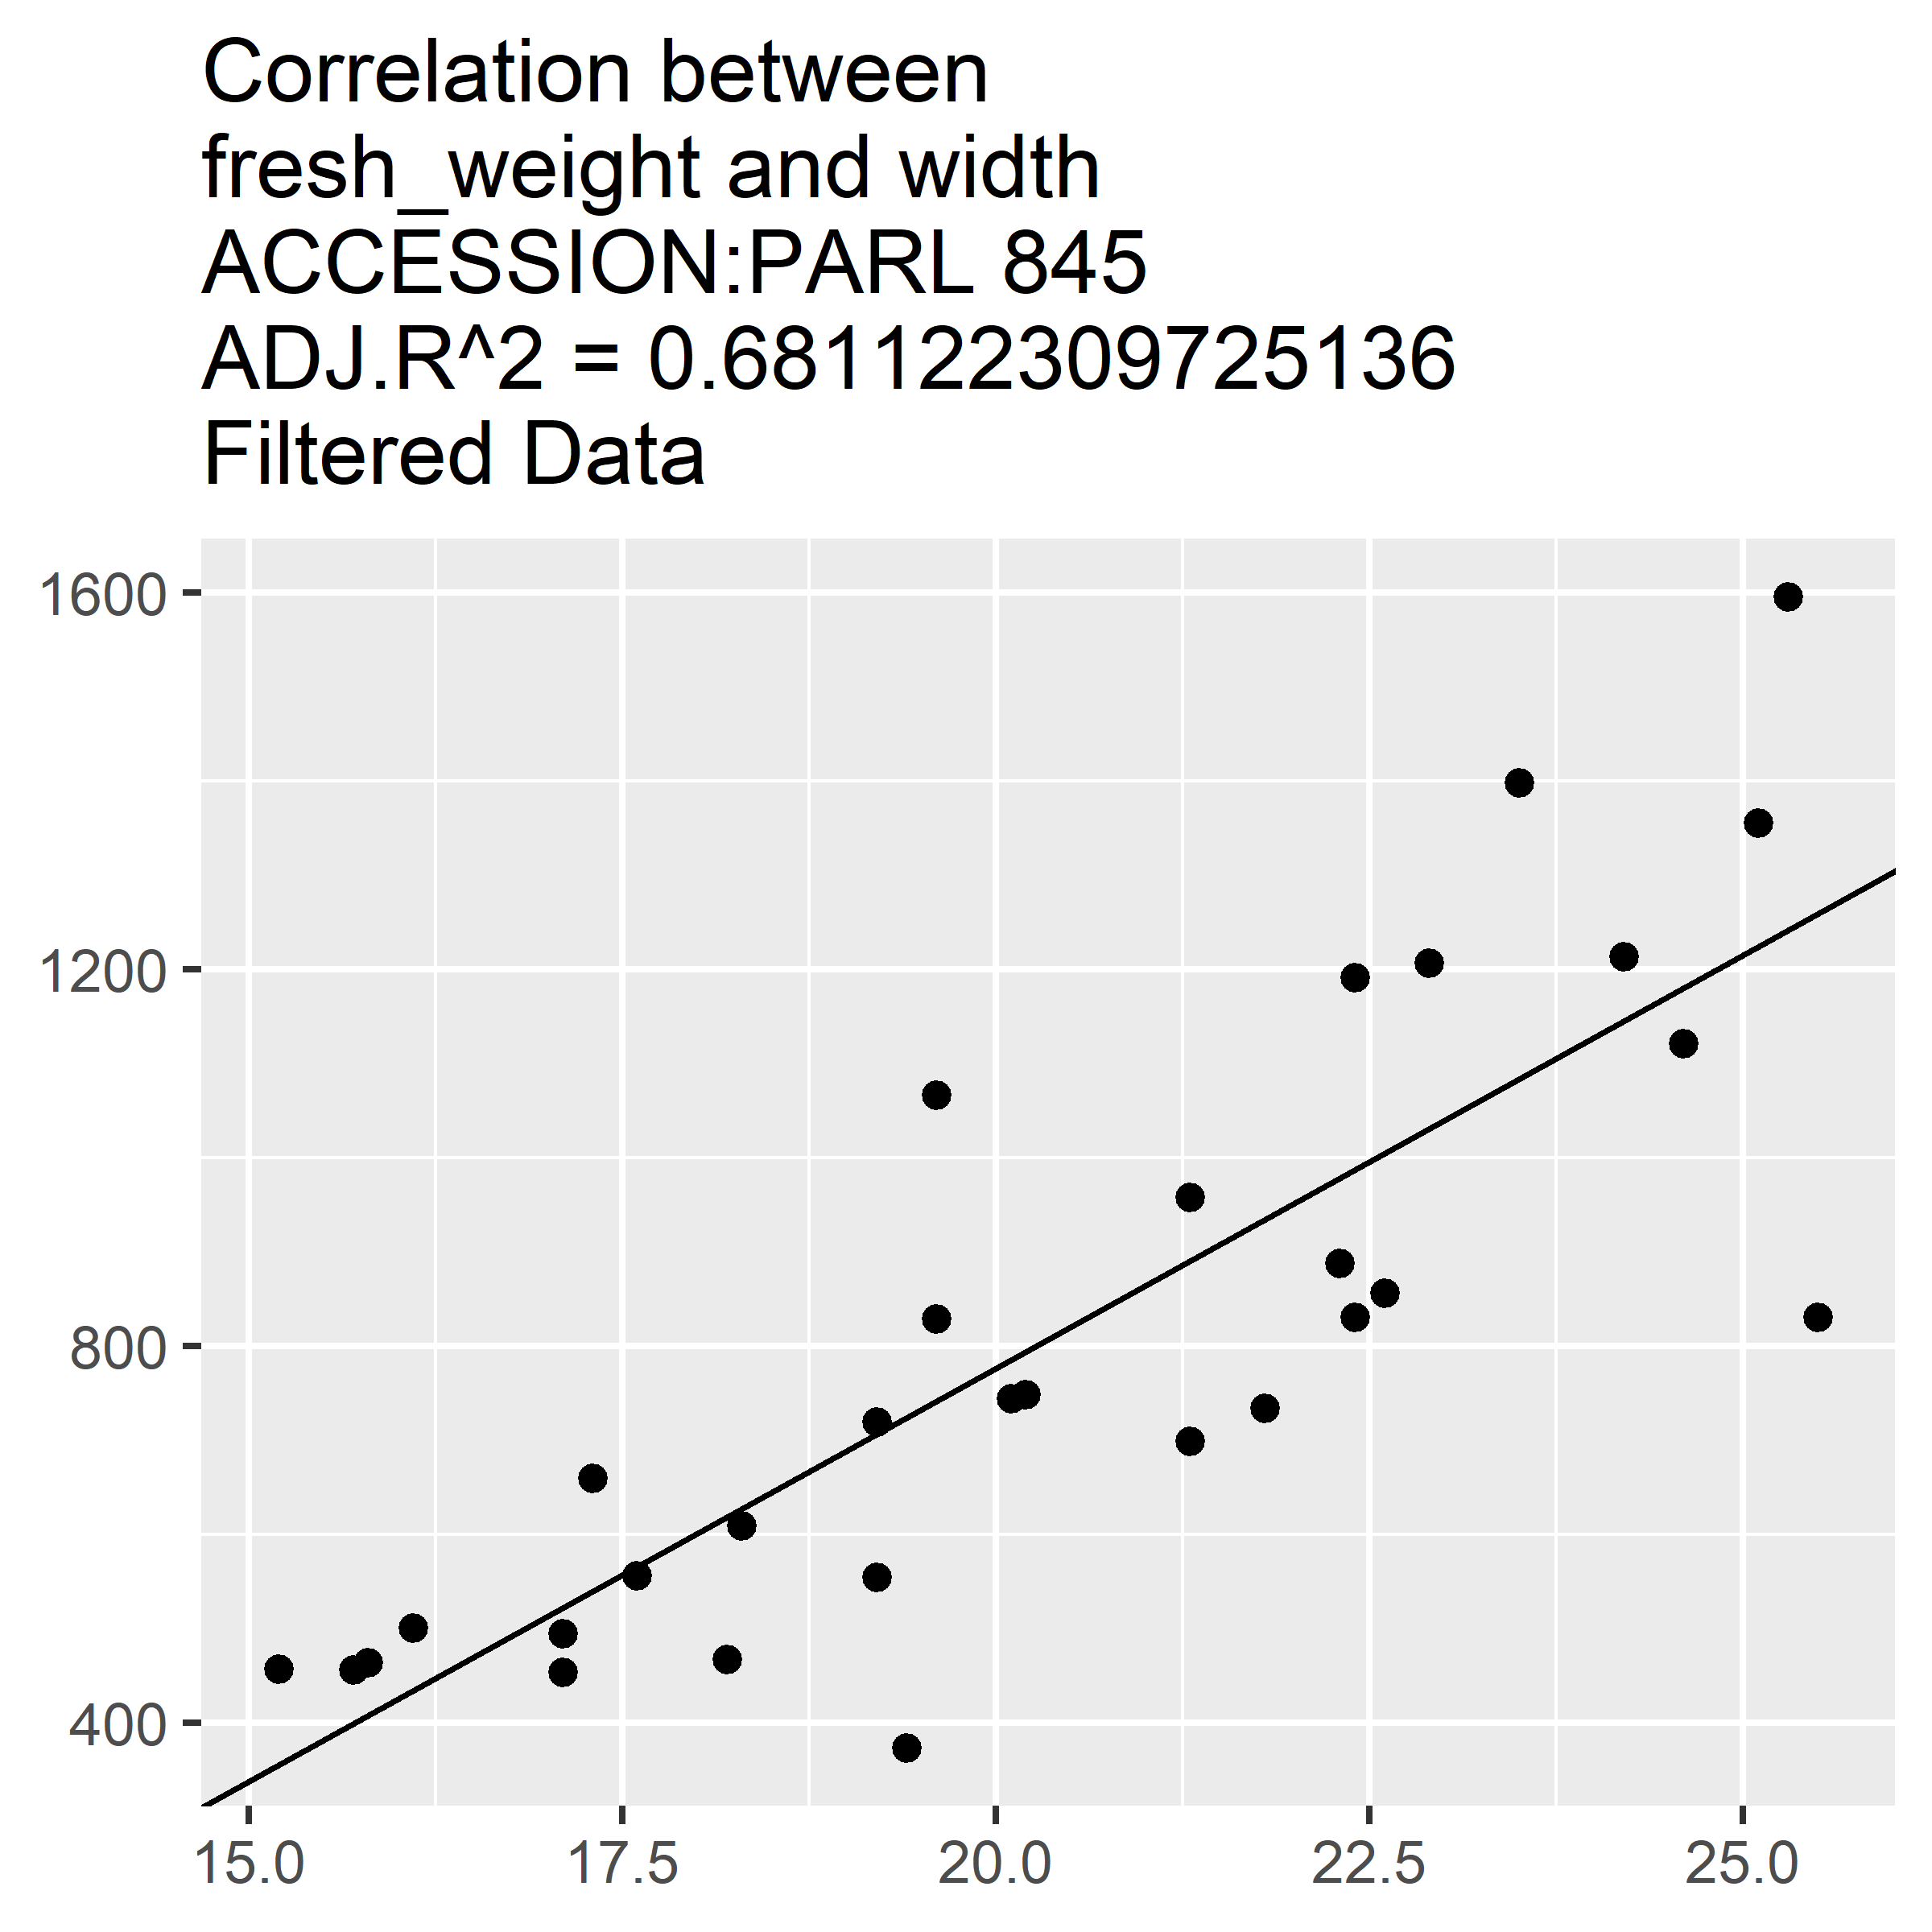 Correlation between
fresh_weight and width
ACCESSION:PARL 845
ADJ.R^2 = 0.681122309725136
Filtered Data
1600
1200
800
400
15.0 17.5 20.0 22.5 25.0